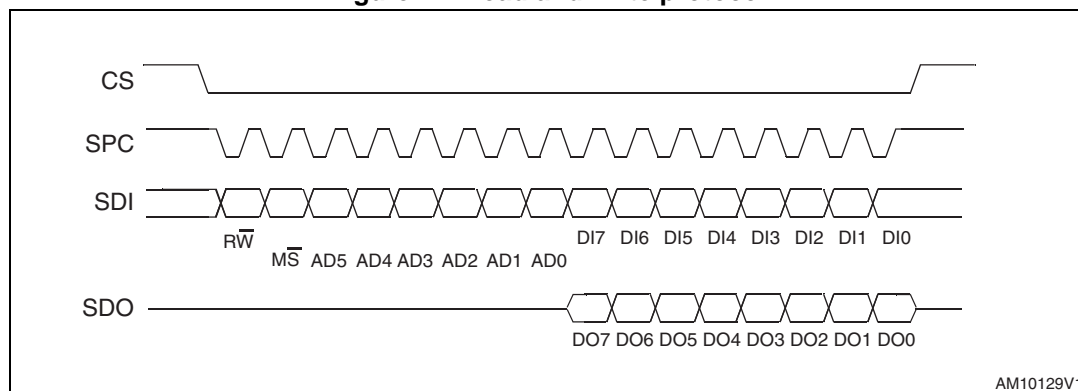 CS
SPC
SDI
RW̅
DI7 DI6 DI5 DI4 DI3 DI2 DI1 DI0
MS̅ AD5 AD4 AD3 AD2 AD1 AD0
SDO
DO7 DO6 DO5 DO4 DO3 DO2 DO1 DO0
AM10129V1